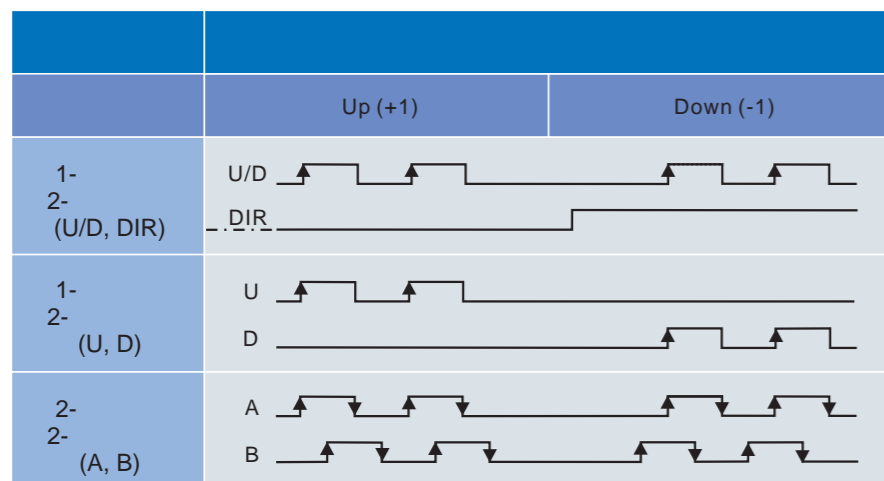 Up (+1) Down (-1)
1-
2-
(U/D, DIR)
U/D
DIR
1-
2-
(U, D)
U
D
2-
2-
(A, B)
A
B